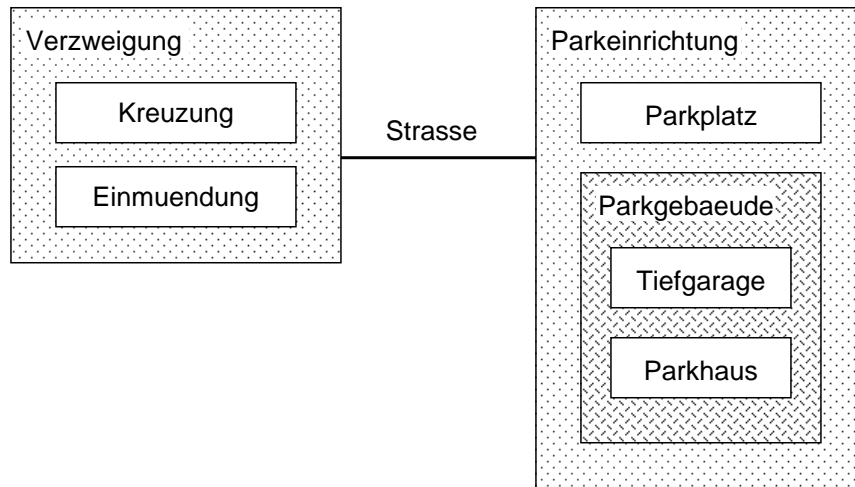 Verzweigung
Kreuzung
Einmuendung
Strasse
Parkeinrichtung
Parkplatz
Parkgebaeude
Tiefgarage
Parkhaus